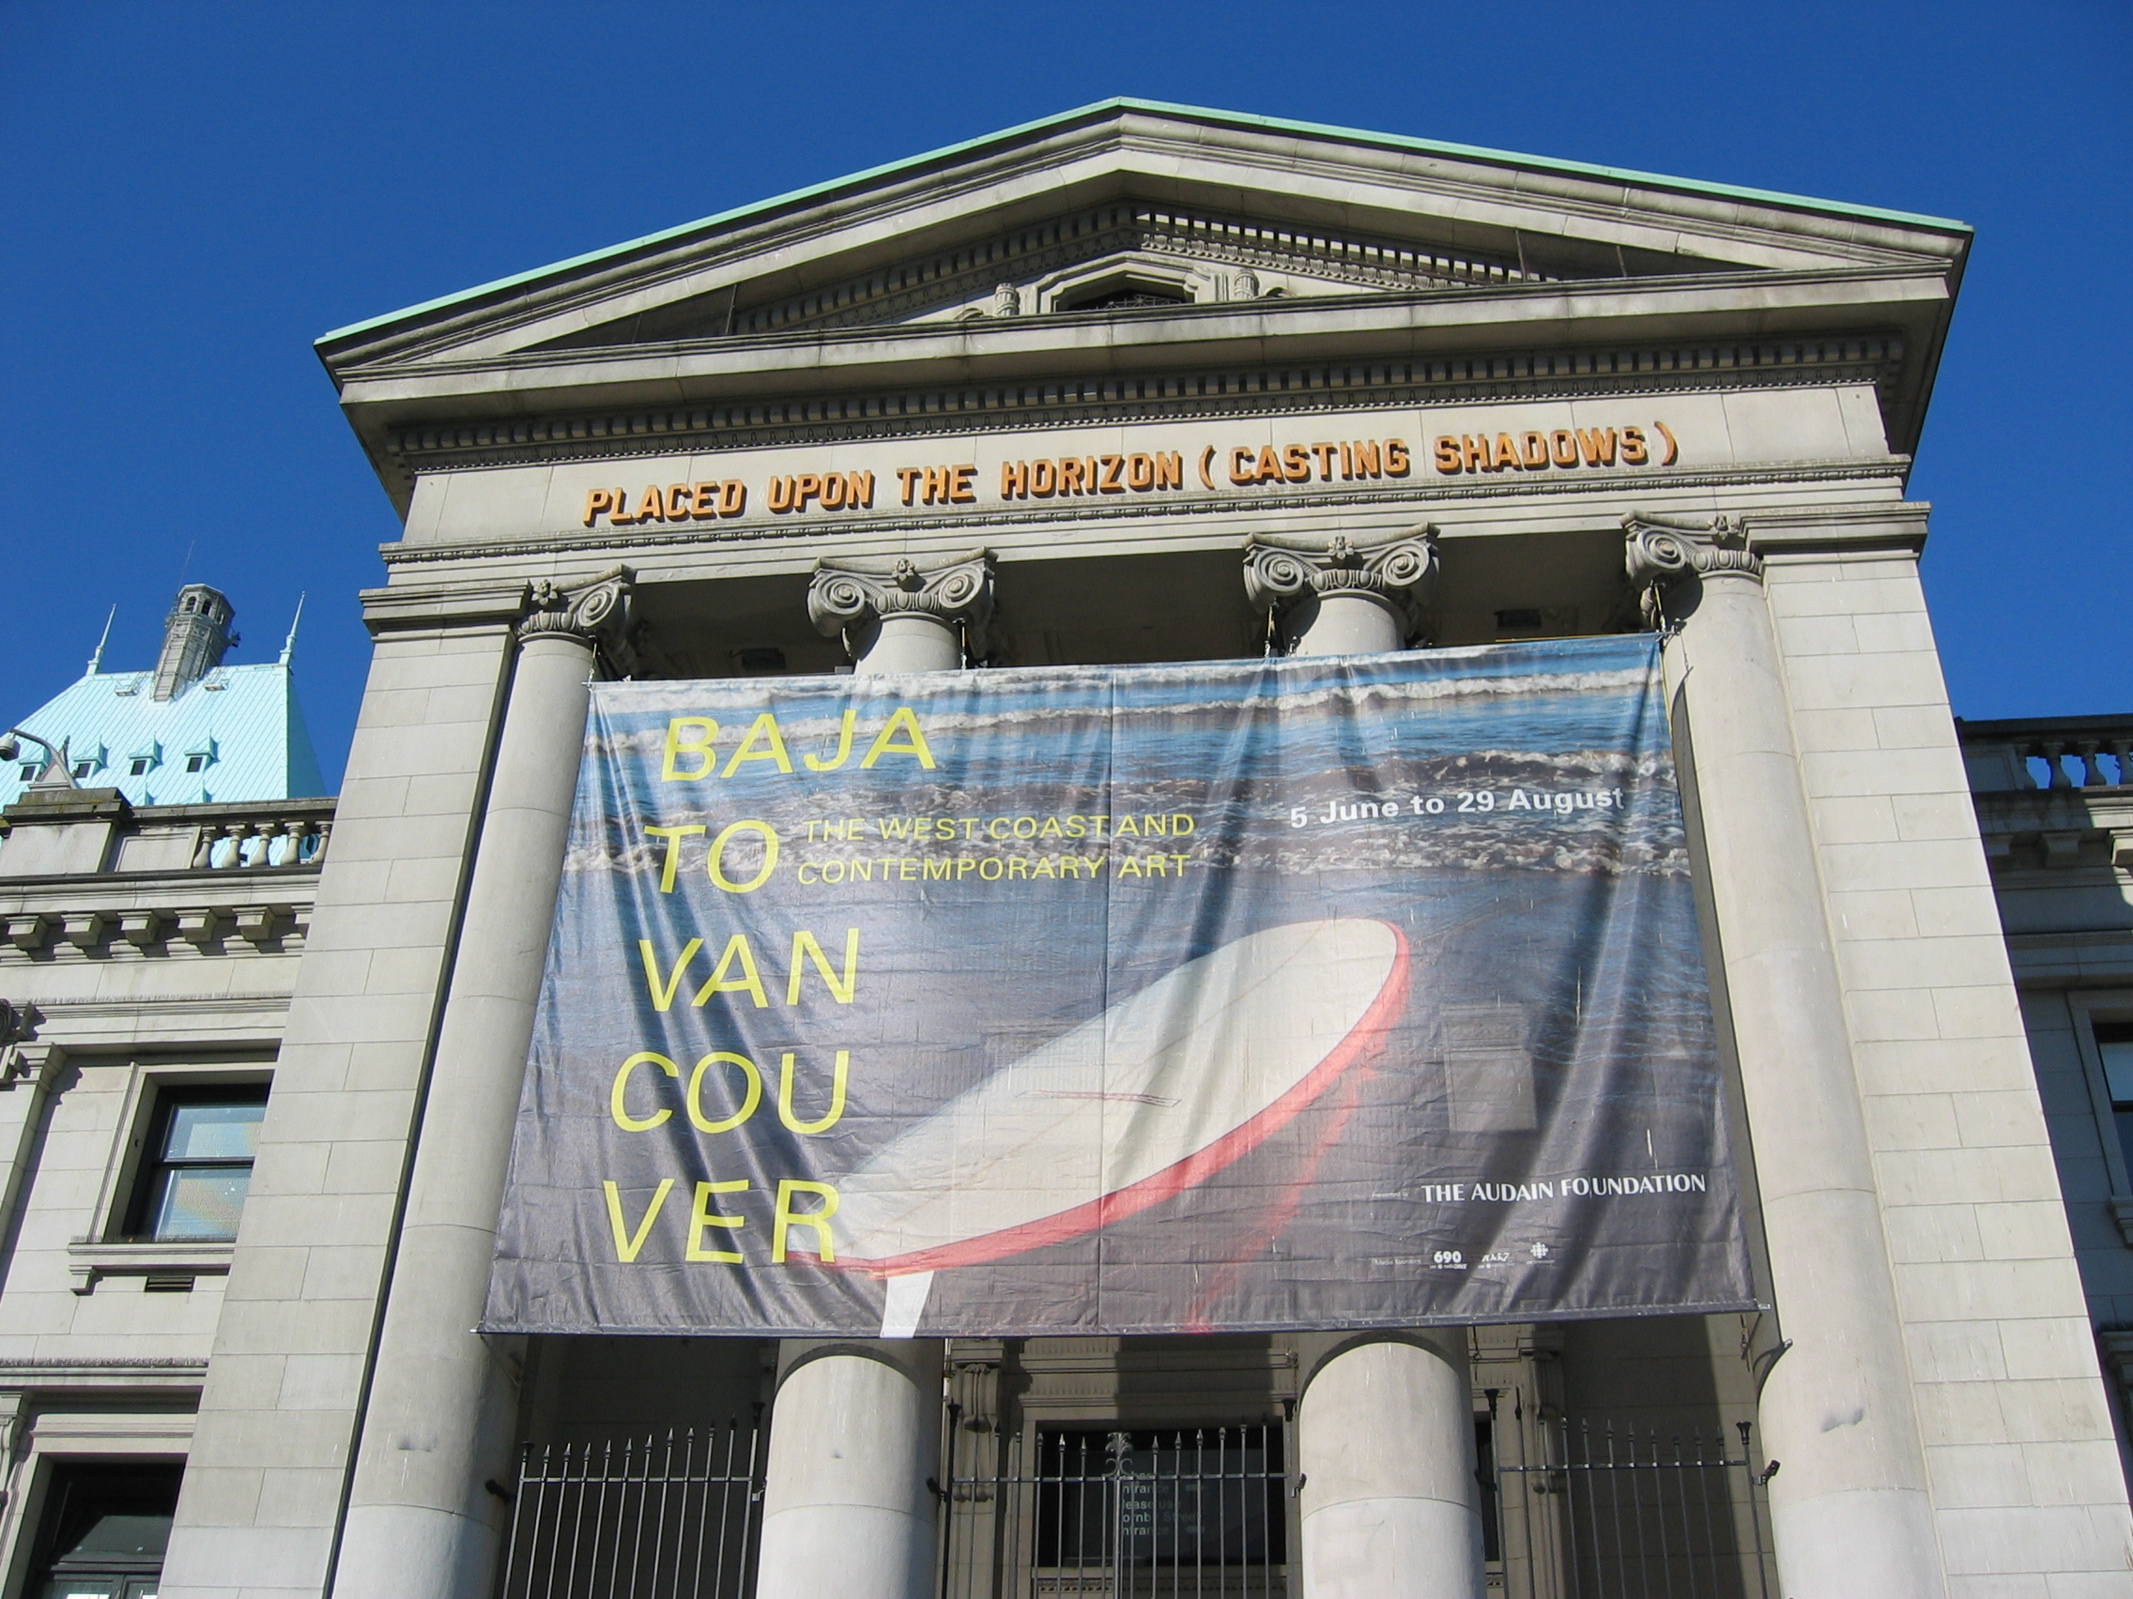 PLACED UPON THE HORIZON (CASTING SHADOWS)
BAJA
TO
THE WEST COAST AND
CONTEMPORARY ART
VAN
COU
VER
5 June to 29 August
THE AUDAIN FOUNDATION
690